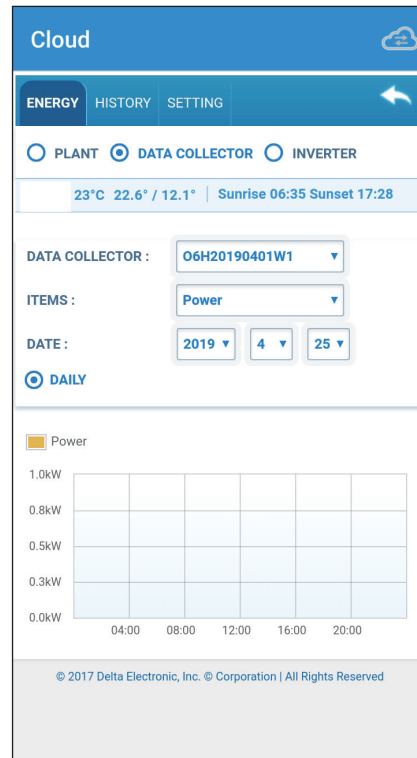 Cloud
ENERGY HISTORY SETTING
PLANT DATA COLLECTOR INVERTER
23°C 22.6° / 12.1° | Sunrise 06:35 Sunset 17:28
DATA COLLECTOR : O6H20190401W1
ITEMS : Power
DATE : 2019 4 25
DAILY
Power
1.0kW
0.8kW
0.5kW
0.3kW
0.0kW
04:00 08:00 12:00 16:00 20:00
© 2017 Delta Electronic, Inc. © Corporation | All Rights Reserved